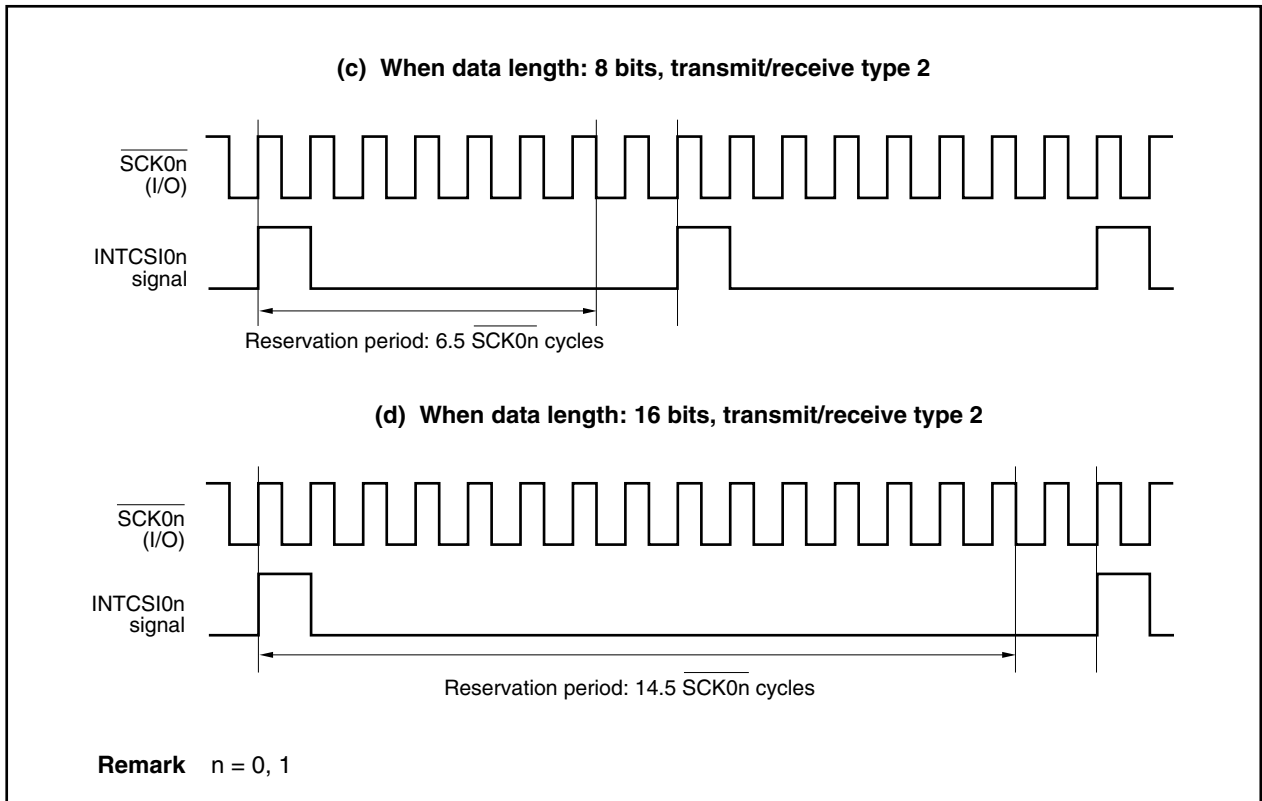 (c) When data length: 8 bits, transmit/receive type 2
SCK0n
(I/O)
INTCSI0n
signal
Reservation period: 6.5 SCK0n cycles
(d) When data length: 16 bits, transmit/receive type 2
SCK0n
(I/O)
INTCSI0n
signal
Reservation period: 14.5 SCK0n cycles
Remark n = 0, 1